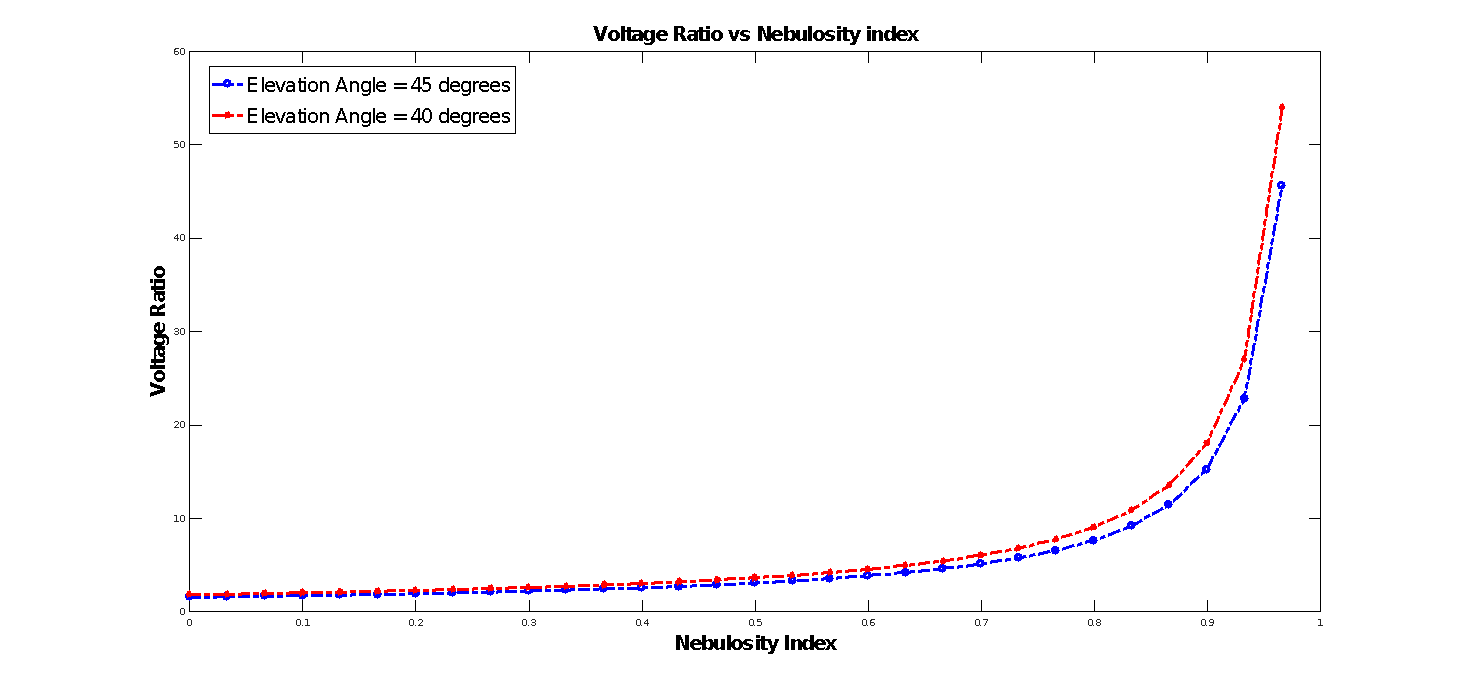 Voltage Ratio vs Nebulosity index
60
50
40
30
20
10
0
Elevation Angle = 45 degrees
Elevation Angle = 40 degrees
Voltage Ratio
0 0.1 0.2 0.3 0.4 0.5 0.6 0.7 0.8 0.9 1
Nebulosity Index